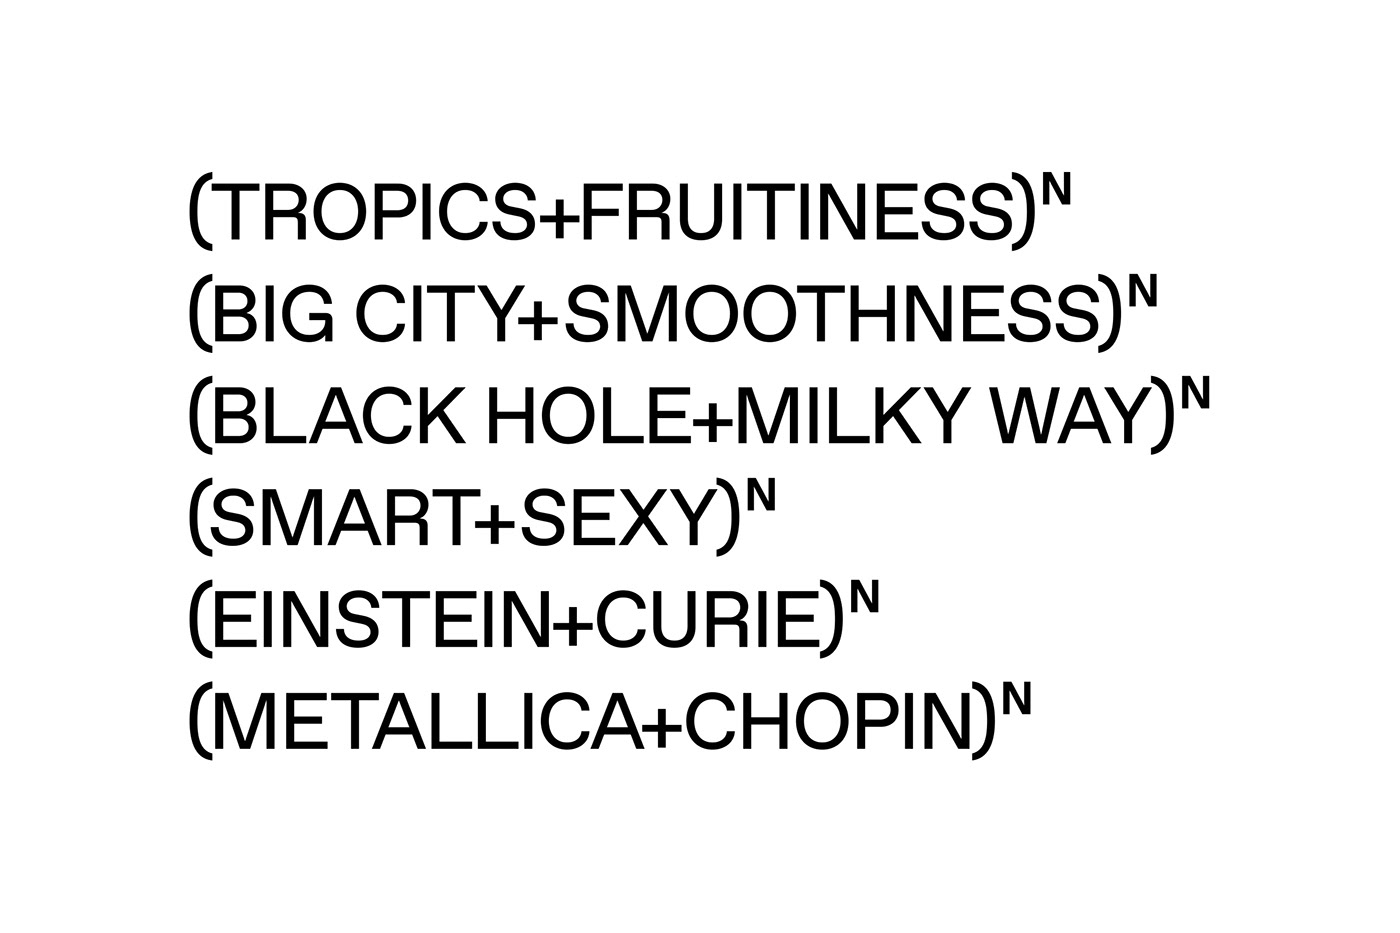 (TROPICS+FRUITINESS)ᴺ
(BIG CITY+SMOOTHNESS)ᴺ
(BLACK HOLE+MILKY WAY)ᴺ
(SMART+SEXY)ᴺ
(EINSTEIN+CURIE)ᴺ
(METALLICA+CHOPIN)ᴺ